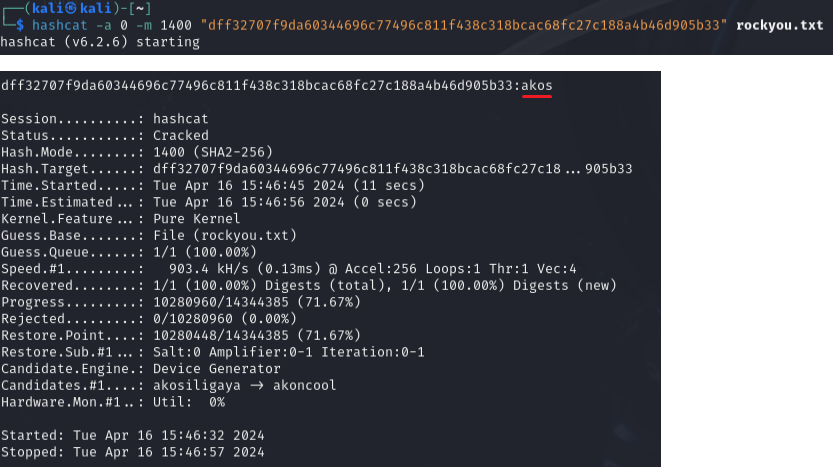 ┌──(kali㉿kali)-[~]
└─$ hashcat -a 0 -m 1400 "dff32707f9da60344696c77496c811f438c318bcac68fc27c188a4b46d905b33" rockyou.txt
hashcat (v6.2.6) starting
dff32707f9da60344696c77496c811f438c318bcac68fc27c188a4b46d905b33:akos
Session..........: hashcat
Status...........: Cracked
Hash.Mode........: 1400 (SHA2-256)
Hash.Target......: dff32707f9da60344696c77496c811f438c318bcac68fc27c18...905b33
Time.Started.....: Tue Apr 16 15:46:45 2024 (11 secs)
Time.Estimated...: Tue Apr 16 15:46:56 2024 (0 secs)
Kernel.Feature...: Pure Kernel
Guess.Base.......: File (rockyou.txt)
Guess.Queue......: 1/1 (100.00%)
Speed.#1.........:   903.4 kH/s (0.13ms) @ Accel:256 Loops:1 Thr:1 Vec:4
Recovered........: 1/1 (100.00%) Digests (total), 1/1 (100.00%) Digests (new)
Progress.........: 10280960/14344385 (71.67%)
Rejected.........: 0/10280960 (0.00%)
Restore.Point....: 10280448/14344385 (71.67%)
Restore.Sub.#1...: Salt:0 Amplifier:0-1 Iteration:0-1
Candidate.Engine.: Device Generator
Candidates.#1....: akosiligaya -> akoncool
Hardware.Mon.#1..: Util:  0%
Started: Tue Apr 16 15:46:32 2024
Stopped: Tue Apr 16 15:46:57 2024